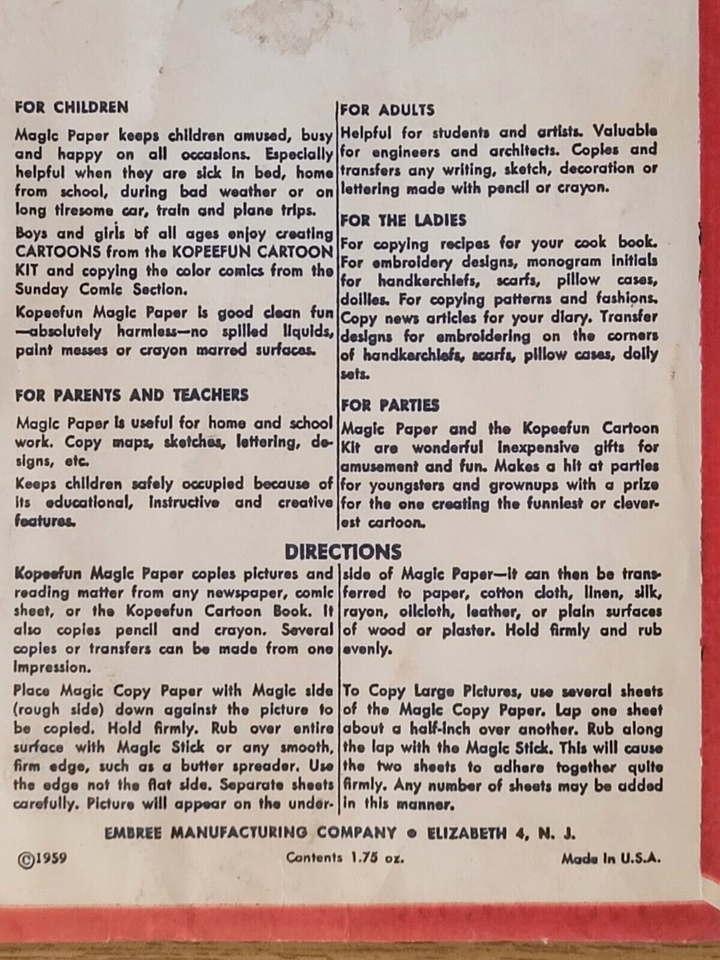 FOR CHILDREN
Magic Paper keeps children amused, busy
and happy on all occasions. Especially
helpful when they are sick in bed, home
from school, during bad weather or on
long tiresome car, train and plane trips.
Boys and girls of all ages enjoy creating
CARTOONS from the KOPEEFUN CARTOON
KIT and copying the color comics from the
Sunday Comic Section.
Kopeefun Magic Paper is good clean fun
—absolutely harmless—no spilled liquids,
paint messes or crayon marred surfaces.
FOR PARENTS AND TEACHERS
Magic Paper is useful for home and school
work. Copy maps, sketches, lettering, de-
signs, etc.
Keeps children safely occupied because of
its educational, instructive and creative
features.
FOR ADULTS
Helpful for students and artists. Valuable
for engineers and architects. Copies and
transfers any writing, sketch, decoration or
lettering made with pencil or crayon.
FOR THE LADIES
For copying recipes for your cook book.
For embroidery designs, monogram initials
for handkerchiefs, scarfs, pillow cases,
doilies. For copying patterns and fashions.
Copy news articles for your diary. Transfer
designs for embroidering on the corners
of handkerchiefs, scarfs, pillow cases, doily
sets.
FOR PARTIES
Magic Paper and the Kopeefun Cartoon
Kit are wonderful inexpensive gifts for
amusement and fun. Makes a hit at parties
for youngsters and grownups with a prize
for the one creating the funniest or clever-
est cartoon.
DIRECTIONS
Kopeefun Magic Paper copies pictures and
reading matter from any newspaper, comic
sheet, or the Kopeefun Cartoon Book. It
also copies pencil and crayon. Several
copies or transfers can be made from one
impression.
Place Magic Copy Paper with Magic side
(rough side) down against the picture to
be copied. Hold firmly. Rub over entire
surface with Magic Stick or any smooth,
firm edge, such as a butter spreader. Use
the edge not the flat side. Separate sheets
carefully. Picture will appear on the under-
side of Magic Paper—it can then be trans-
ferred to paper, cotton cloth, linen, silk,
rayon, oilcloth, leather, or plain surfaces
of wood or plaster. Hold firmly and rub
evenly.
To Copy Large Pictures, use several sheets
of the Magic Copy Paper. Lap one sheet
about a half-inch over another. Rub along
the lap with the Magic Stick. This will cause
the two sheets to adhere together quite
firmly. Any number of sheets may be added
in this manner.
EMBREE MANUFACTURING COMPANY • ELIZABETH 4, N. J.
©1959 Contents 1.75 oz. Made in U.S.A.